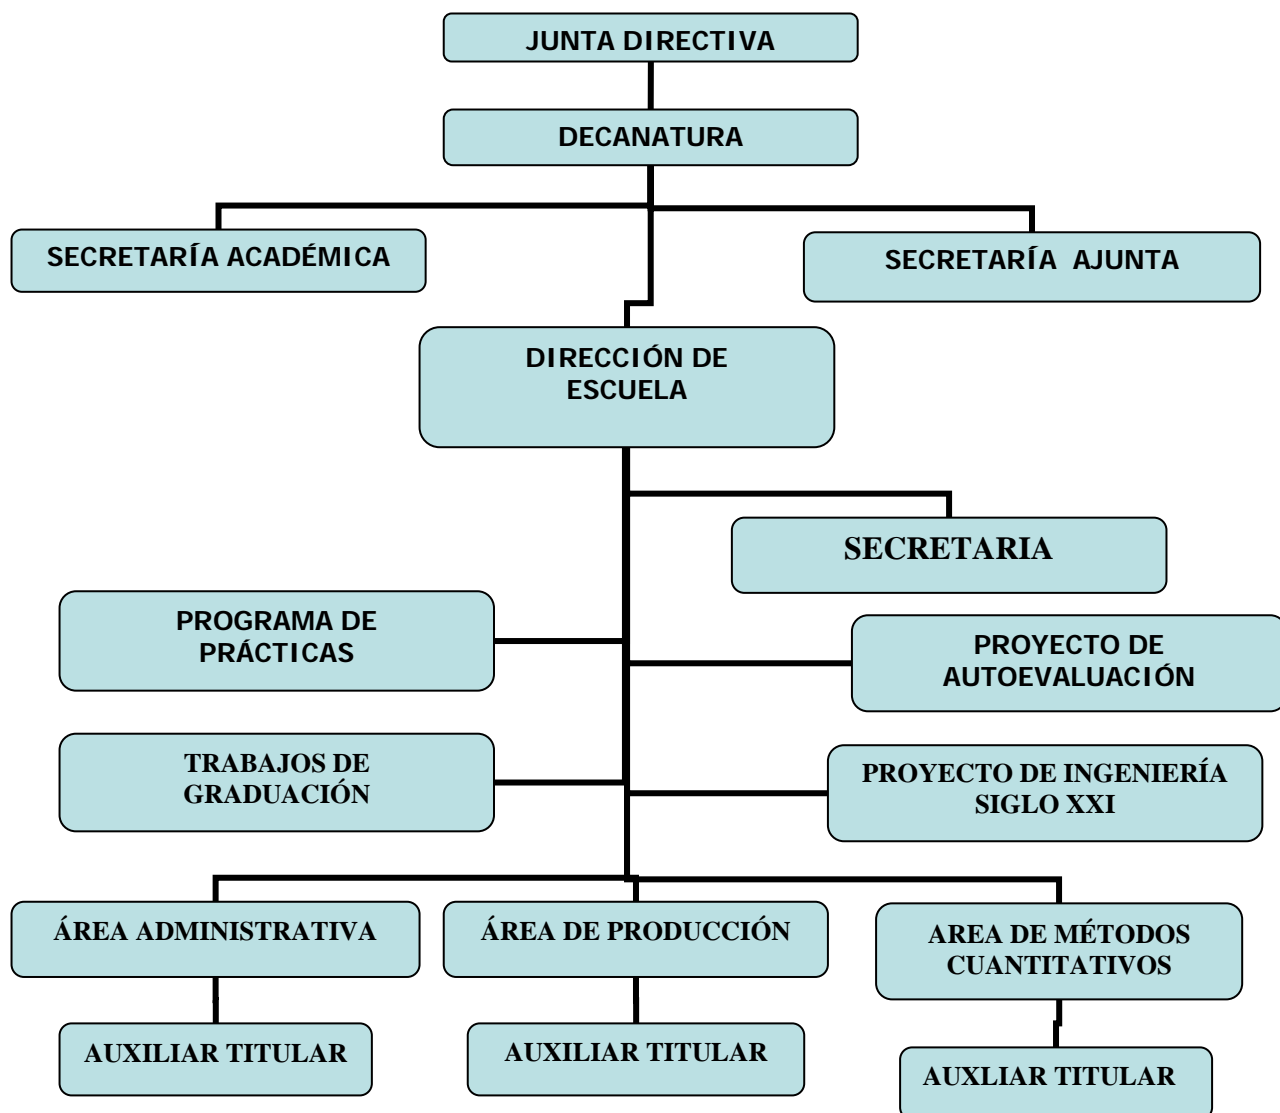 JUNTA DIRECTIVA
DECANATURA
SECRETARÍA ACADÉMICA
SECRETARÍA AJUNTA
DIRECCIÓN DE
ESCUELA
SECRETARIA
PROGRAMA DE
PRÁCTICAS
PROYECTO DE
AUTOEVALUACIÓN
TRABAJOS DE
GRADUACIÓN
PROYECTO DE INGENIERÍA
SIGLO XXI
ÁREA ADMINISTRATIVA
ÁREA DE PRODUCCIÓN
AREA DE MÉTODOS
CUANTITATIVOS
AUXILIAR TITULAR
AUXILIAR TITULAR
AUXLIAR TITULAR